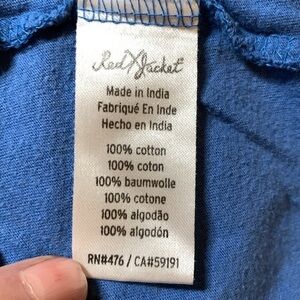 Red Jacket
Made in India
Fabriqué En Inde
Hecho en India
100% cotton
100% coton
100% baumwolle
100% cotone
100% algodão
100% algodón
RN#476 / CA#59191